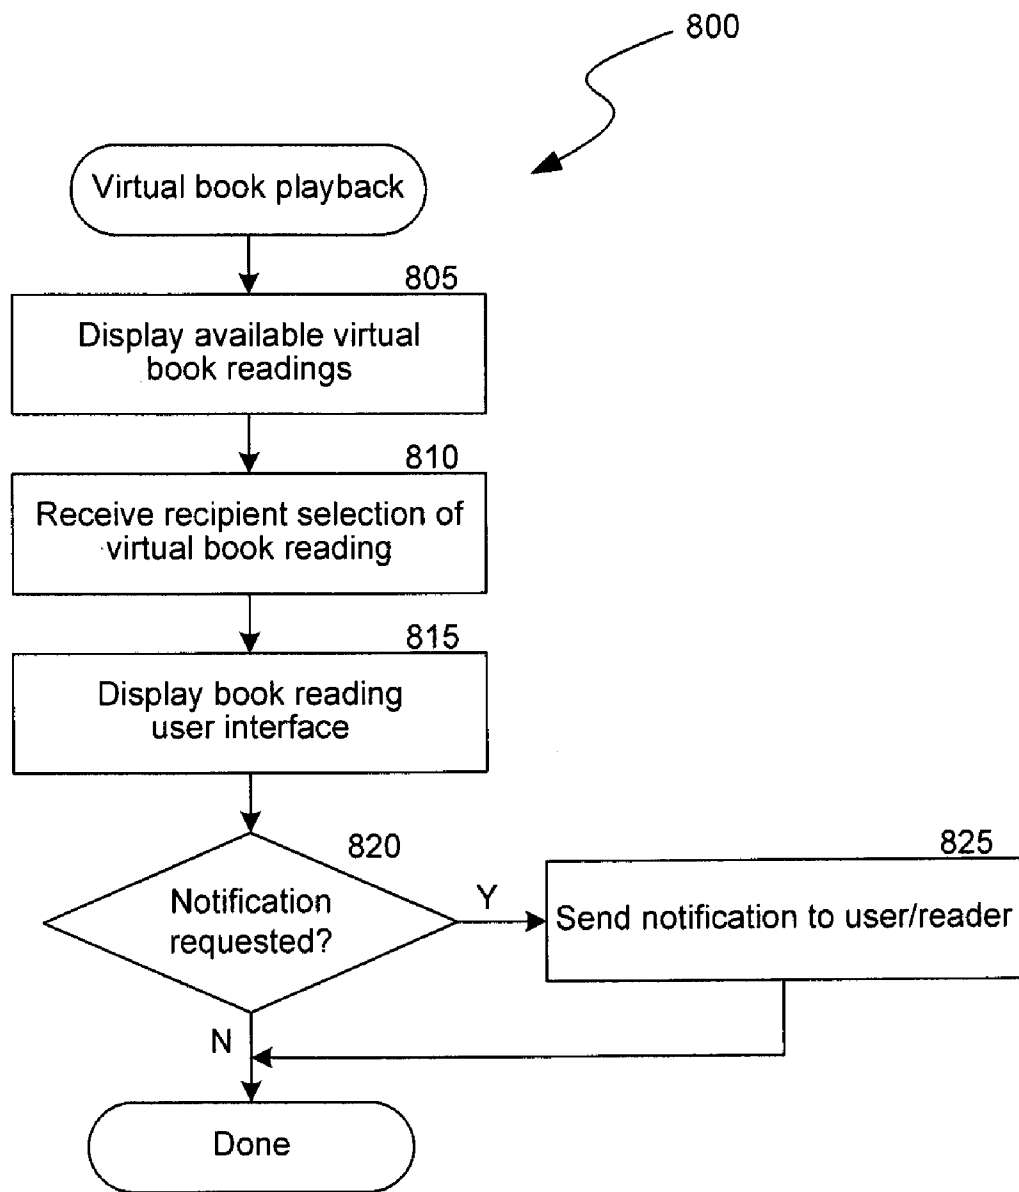 800
Virtual book playback
805
Display available virtual
book readings
810
Receive recipient selection of
virtual book reading
815
Display book reading
user interface
820
Notification
requested?
Y
825
Send notification to user/reader
N
Done